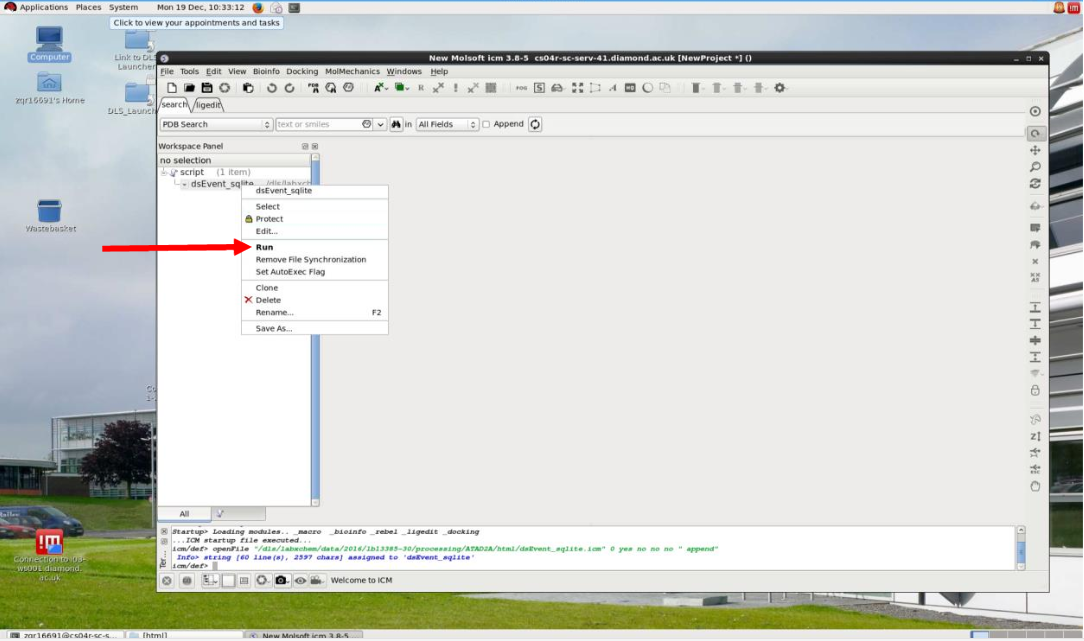 Applications Places System Mon 19 Dec, 10:33:12
Click to view your appointments and tasks
Computer
Link to DLS
Launcher
zqr16691's Home
DLS_Launch
Wastebasket
New Molsoft icm 3.8-5 cs04r-sc-serv-41.diamond.ac.uk [NewProject *] ()
File Tools Edit View Bioinfo Docking MolMechanics Windows Help
search ligedit
PDB Search text or smiles in All Fields Append
Workspace Panel
no selection
script (1 item)
dsEvent_sqlite /dls/labxch
dsEvent_sqlite
Select
Protect
Edit...
Run
Remove File Synchronization
Set AutoExec Flag
Clone
Delete
Rename... F2
Save As...
All
Startup> Loading modules.. _macro _bioinfo _rebel _ligedit _docking
...ICM startup file executed...
icm/def> openFile "/dls/labxchem/data/2016/lb13385-30/processing/ATAD2A/html/dsEvent_sqlite.icm" 0 yes no no no " append"
Info> string [60 line(s), 2597 chars] assigned to 'dsEvent_sqlite'
icm/def>
Ter...
Welcome to ICM
ws001.diamond.
ac.uk
zqr16691@cs04r-sc-s... [html] New Molsoft icm 3.8-5 ...